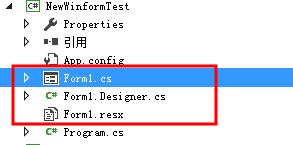 C# NewWinformTest
Properties
引用
App.config
Form1.cs
C# Form1.Designer.cs
Form1.resx
C# Program.cs